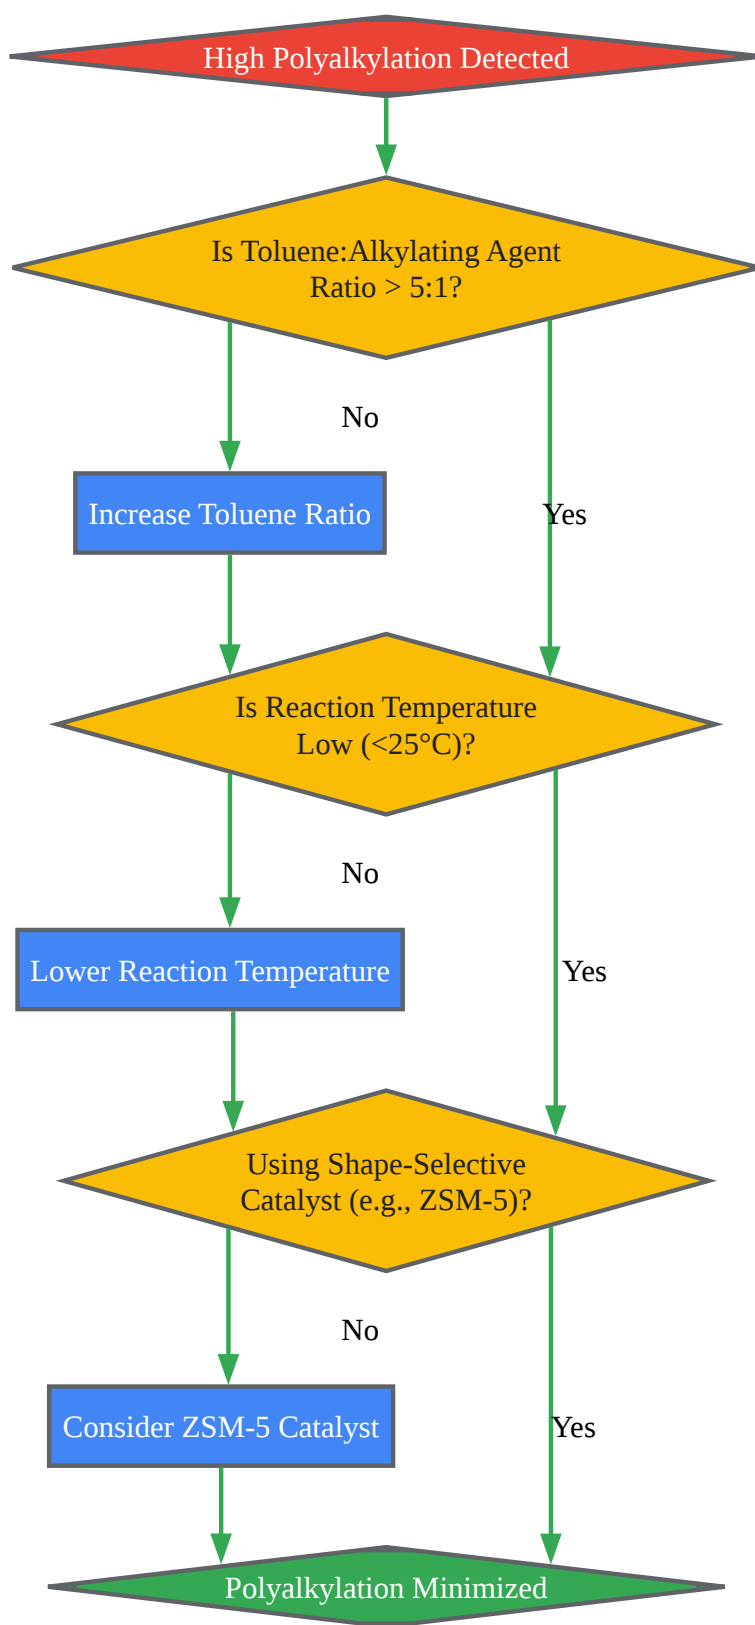 High Polyalkylation Detected
Is Toluene:Alkylating Agent
Ratio > 5:1?
No
Increase Toluene Ratio
Yes
Is Reaction Temperature
Low (<25°C)?
No
Lower Reaction Temperature
Yes
Using Shape-Selective
Catalyst (e.g., ZSM-5)?
No
Consider ZSM-5 Catalyst
Yes
Polyalkylation Minimized